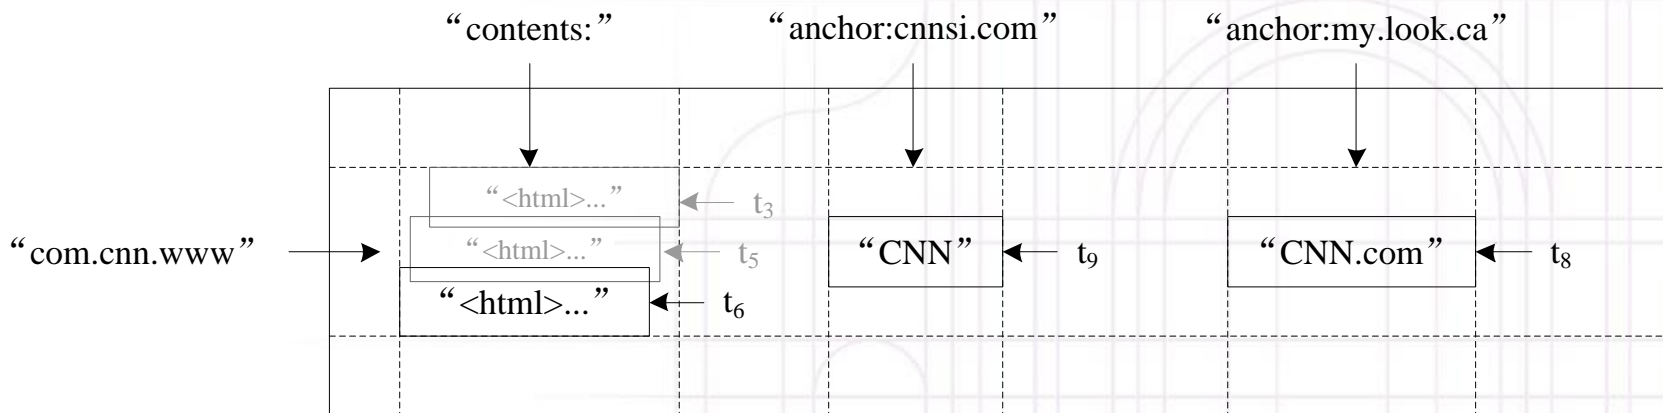 “contents:” “anchor:cnnsi.com” “anchor:my.look.ca”
“<html>...” t3
“com.cnn.www” “<html>...” t5 “CNN” t9 “CNN.com” t8
“<html>...” t6